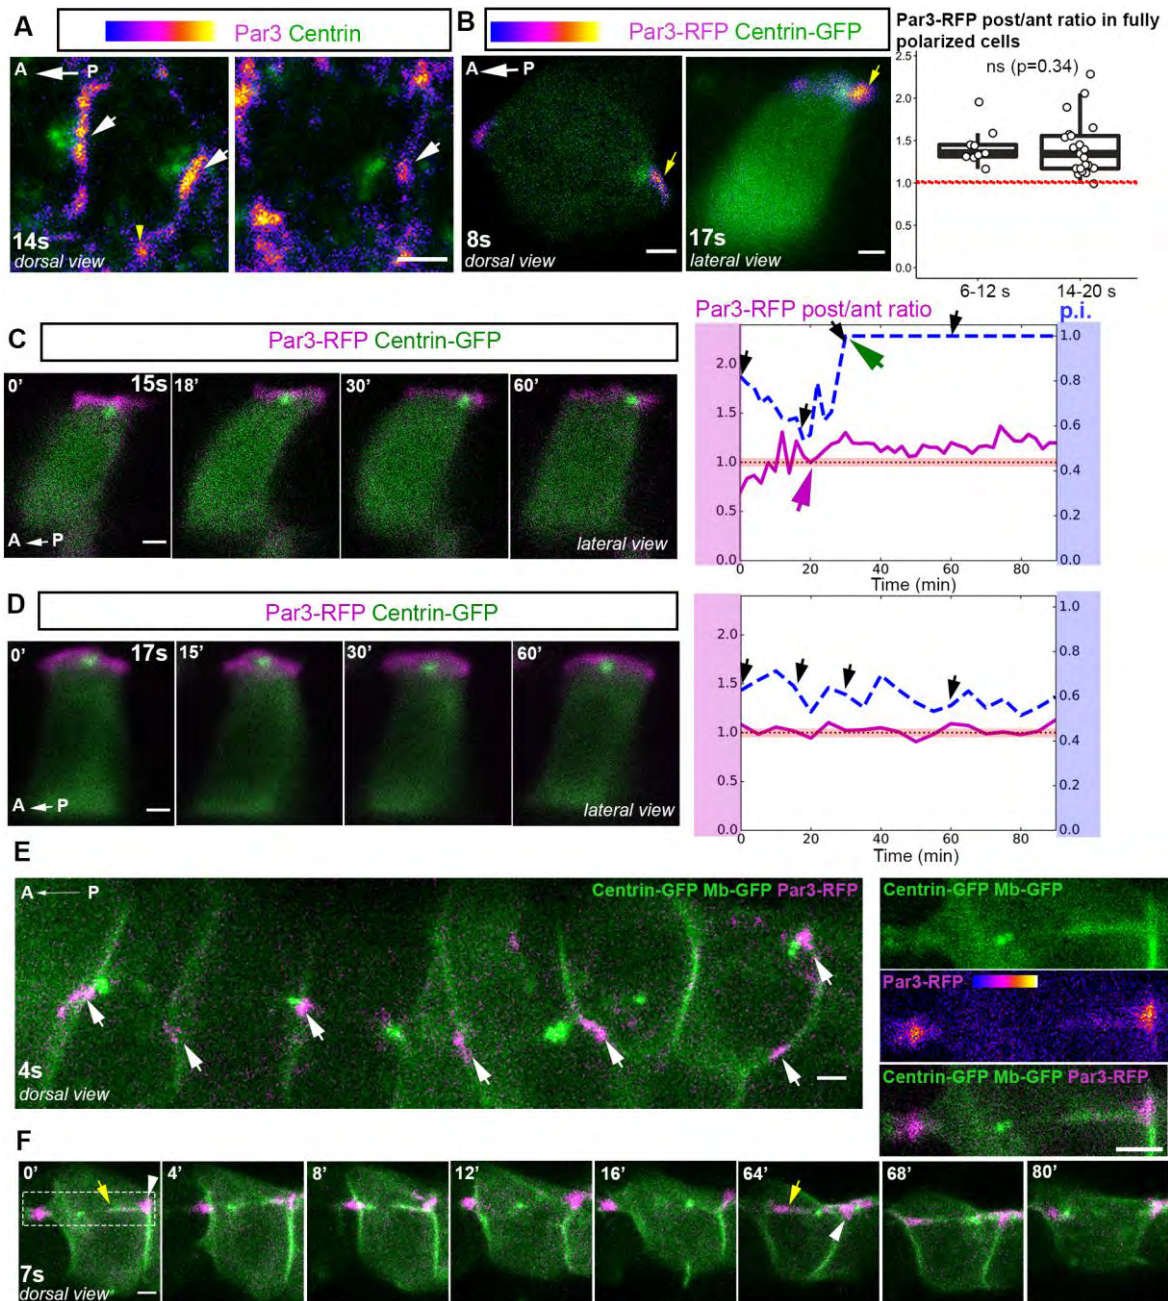 A
Par3 Centrin
A P
14s
dorsal view
B
Par3-RFP Centrin-GFP
A P
8s
dorsal view
17s
lateral view
Par3-RFP post/ant ratio in fully
polarized cells
ns (p=0.34)
2.5
2.0
1.5
1.0
0.5
0.0
6-12 s
14-20 s
C
Par3-RFP Centrin-GFP
0'
15s
18'
30'
60'
A P
lateral view
Par3-RFP post/ant ratio
p.i.
2.0
1.5
1.0
0.5
0.0
1.0
0.8
0.6
0.4
0.2
0.0
0 20 40 60 80
Time (min)
D
Par3-RFP Centrin-GFP
0'
17s
15'
30'
60'
A P
lateral view
2.0
1.5
1.0
0.5
0.0
1.0
0.8
0.6
0.4
0.2
0.0
0 20 40 60 80
Time (min)
E
A P
Centrin-GFP Mb-GFP Par3-RFP
4s
dorsal view
Centrin-GFP Mb-GFP
Par3-RFP
Centrin-GFP Mb-GFP Par3-RFP
F
0'
4'
8'
12'
16'
64'
68'
80'
7s
dorsal view